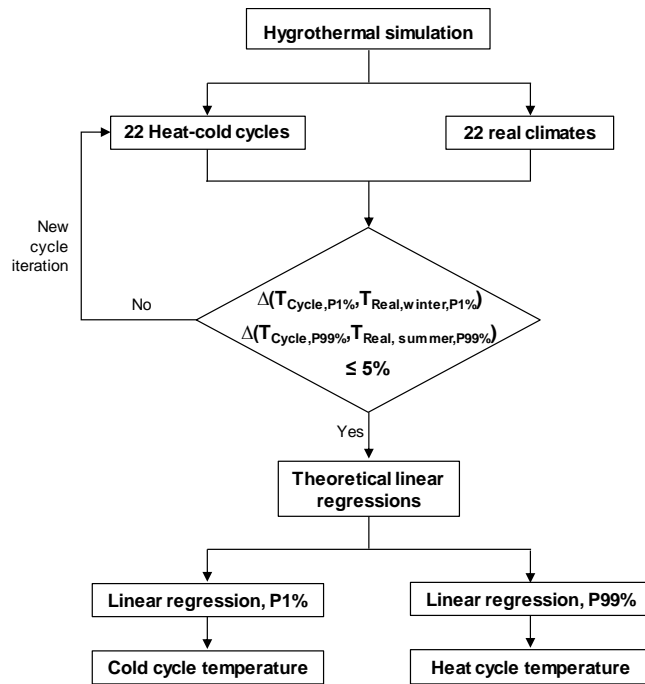 Hygrothermal simulation
22 Heat-cold cycles
22 real climates
New
cycle
iteration
No
Δ(TCycle,P1%,TReal,winter,P1%)
Δ(TCycle,P99%,TReal, summer,P99%)
≤ 5%
Yes
Theoretical linear
regressions
Linear regression, P1%
Linear regression, P99%
Cold cycle temperature
Heat cycle temperature